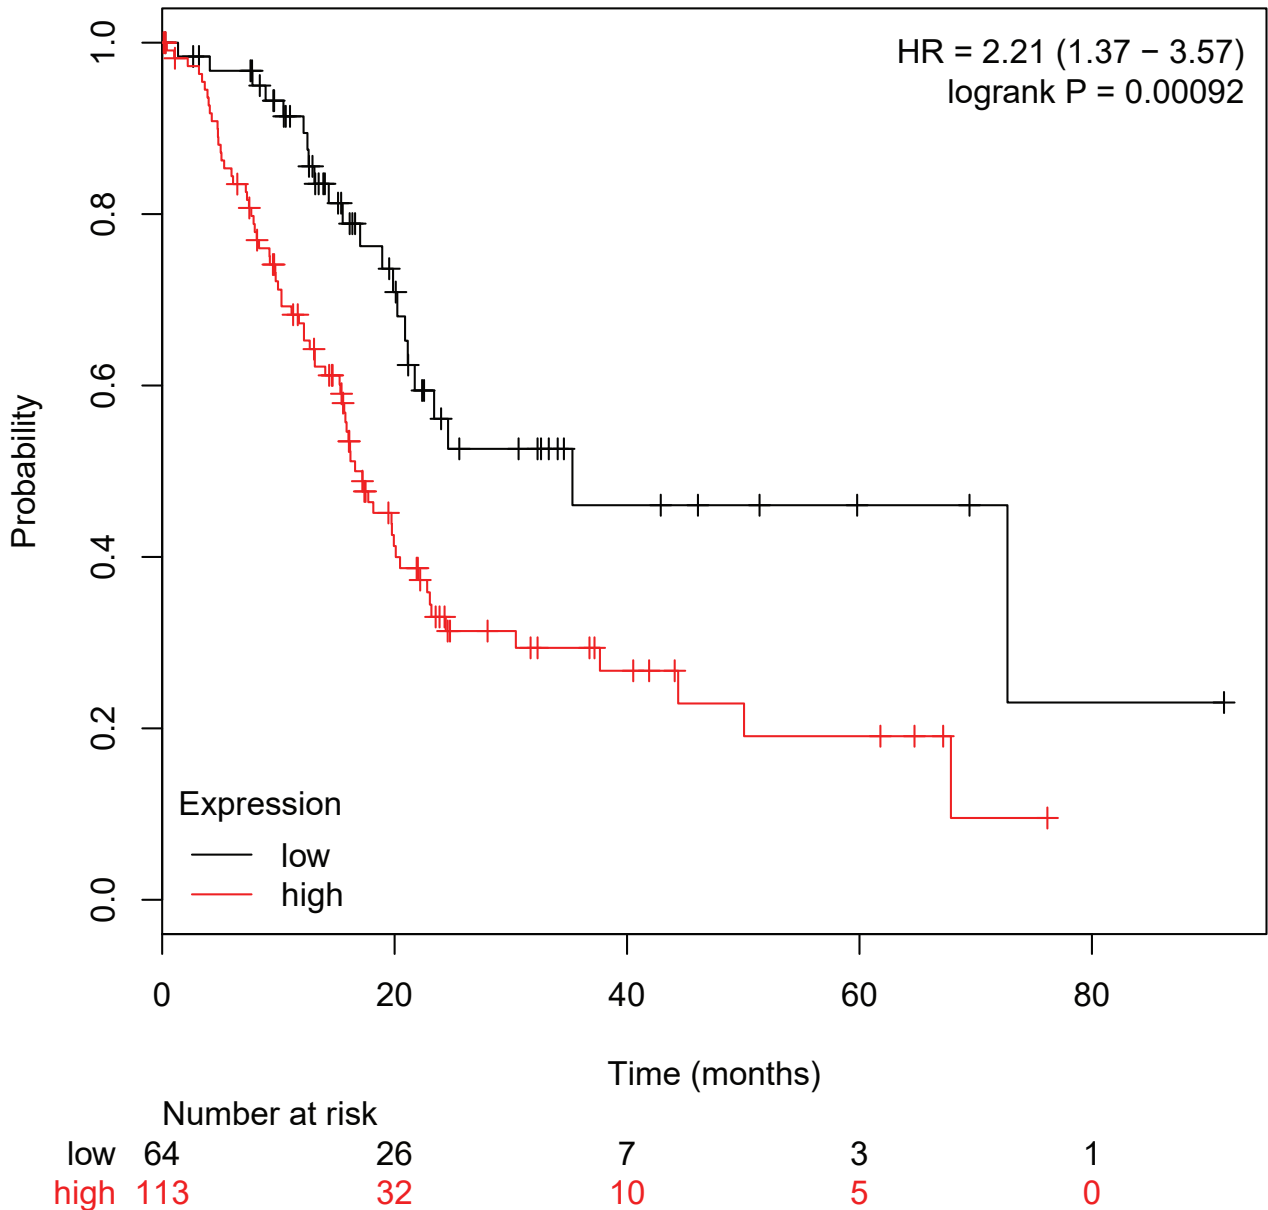 HR = 2.21 (1.37 − 3.57)
logrank P = 0.00092
1.0
0.8
0.6
0.4
0.2
0.0
Probability
Expression
low
high
0 20 40 60 80
Time (months)
Number at risk
low 64 26 7 3 1
high 113 32 10 5 0